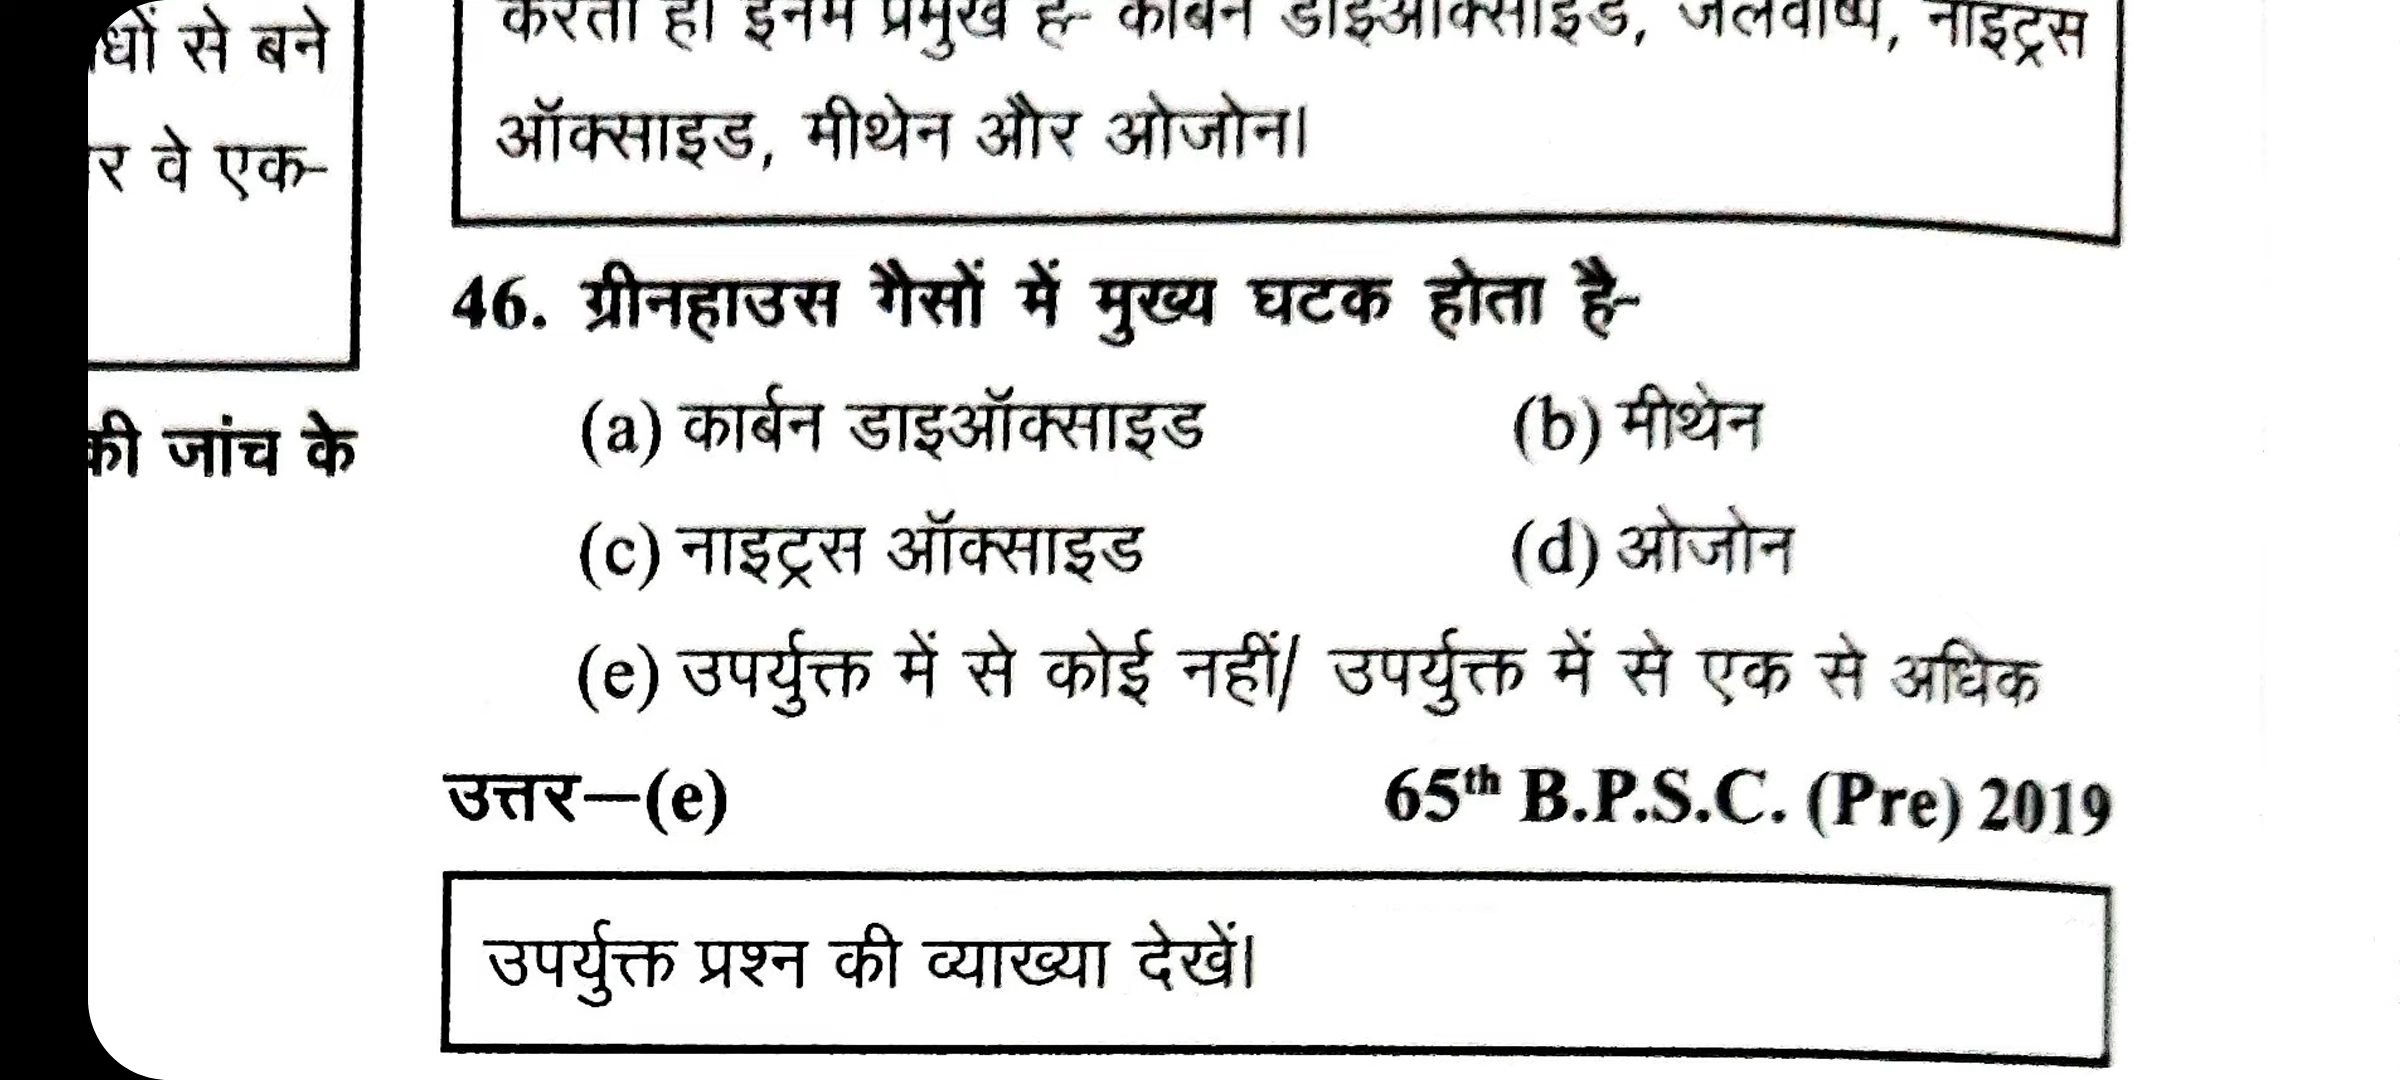 से बने
वे एक-
की जांच के
करती हैं। इनमें प्रमुख हैं- कार्बन डाइऑक्साइड, जलवाष्प, नाइट्रस
ऑक्साइड, मीथेन और ओजोन।
46. ग्रीनहाउस गैसों में मुख्य घटक होता है-
(a) कार्बन डाइऑक्साइड (b) मीथेन
(c) नाइट्रस ऑक्साइड (d) ओजोन
(e) उपर्युक्त में से कोई नहीं/ उपर्युक्त में से एक से अधिक
उत्तर—(e) 65th B.P.S.C. (Pre) 2019
उपर्युक्त प्रश्न की व्याख्या देखें।